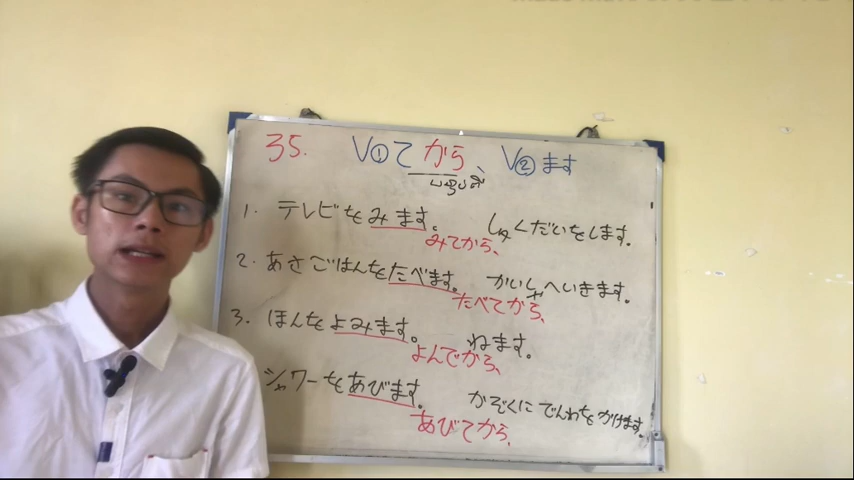 35. V①てから、V②ます
1. テレビをみます。 しゅくだいをします。
みてから、
2. あさごはんをたべます。 かいしゃへいきます。
たべてから、
3. ほんをよみます。 ねます。
よんでから、
シャワーをあびます。 かぞくにでんわをかけます。
あびてから、